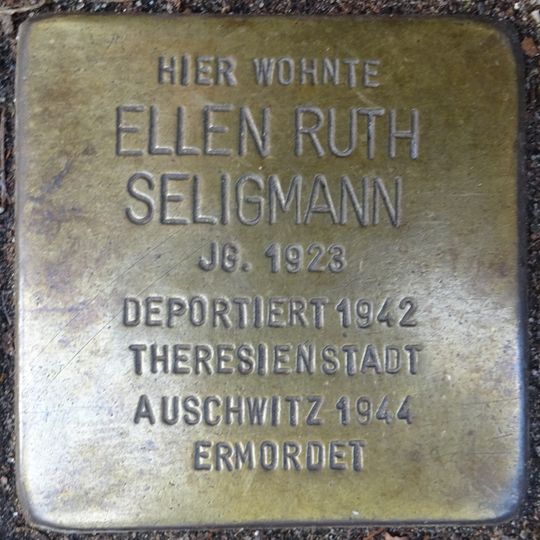 HIER WOHNTE
ELLEN RUTH
SELIGMANN
JG. 1923
DEPORTIERT 1942
THERESIENSTADT
AUSCHWITZ 1944
ERMORDET